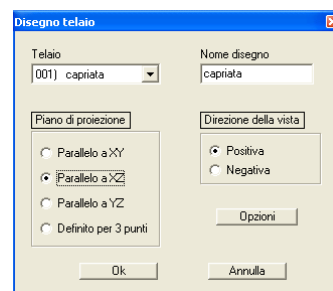 Disegno telaio
Telaio
Nome disegno
001) capriata
capriata
Piano di proiezione
Direzione della vista
Parallelo a XY
Parallelo a XZ
Parallelo a YZ
Definito per 3 punti
Positiva
Negativa
Opzioni
Ok
Annulla